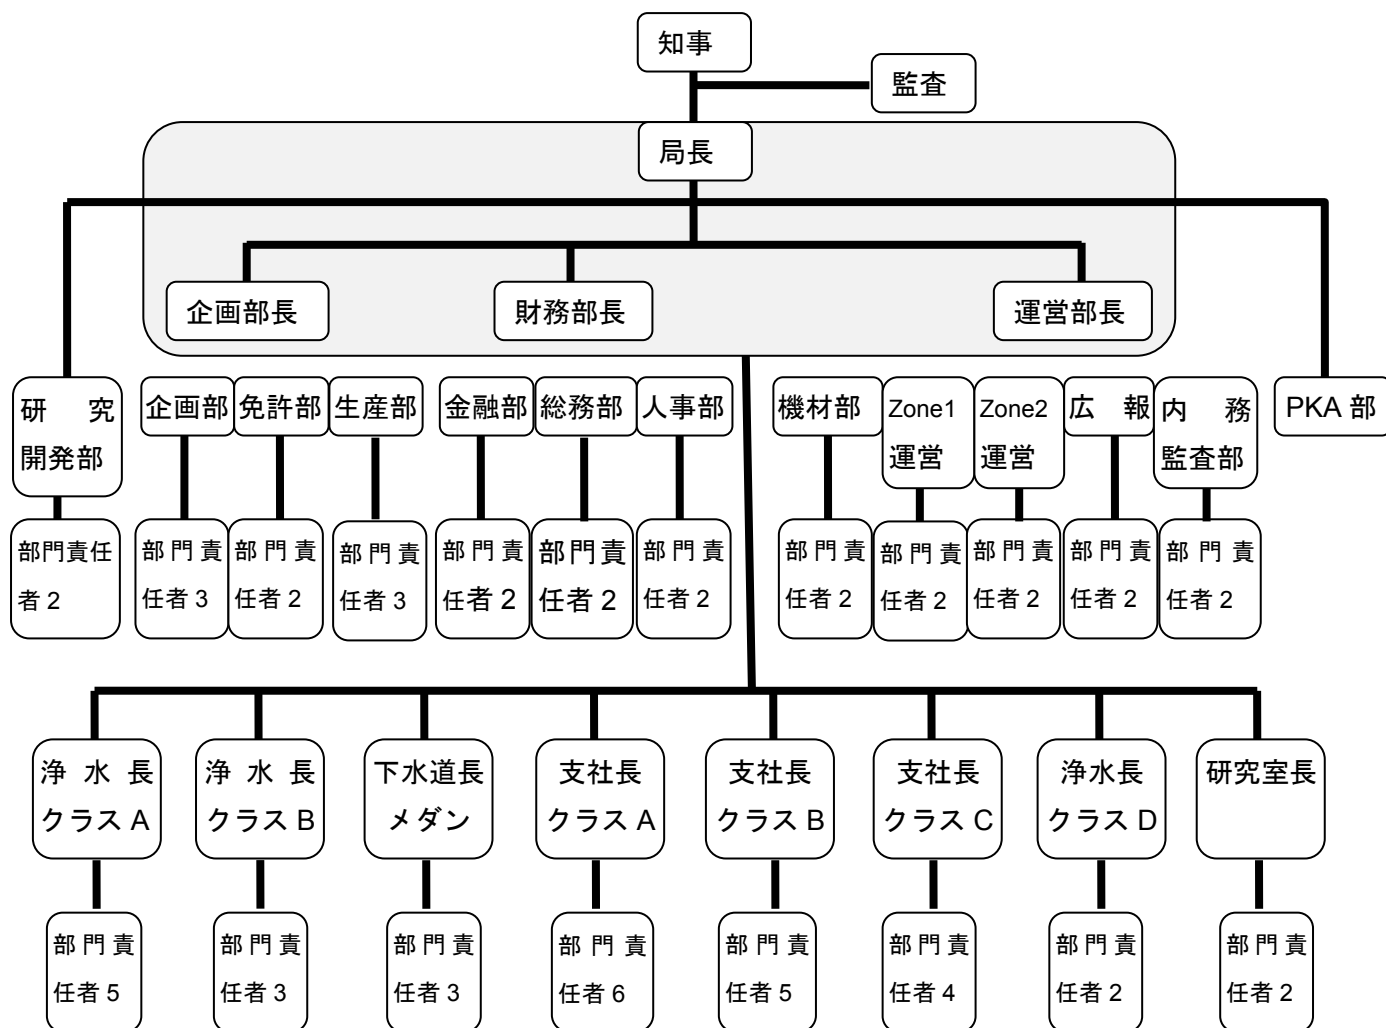 知事
監査
局長
企画部長
財務部長
運営部長
研究
開発部
企画部
免許部
生産部
金融部
総務部
人事部
機材部
Zone1
運営
Zone2
運営
広報
内務
監査部
PKA 部
部門責任
者 2
部門責
任者 3
部門責
任者 2
部門責
任者 3
部門責
任者 2
部門責
任者 2
部門責
任者 2
部門責
任者 2
部門責
任者 2
部門責
任者 2
部門責
任者 2
部門責
任者 2
浄水長
クラス A
浄水長
クラス B
下水道長
メダン
支社長
クラス A
支社長
クラス B
支社長
クラス C
浄水長
クラス D
研究室長
部門責
任者 5
部門責
任者 3
部門責
任者 3
部門責
任者 6
部門責
任者 5
部門責
任者 4
部門責
任者 2
部門責
任者 2